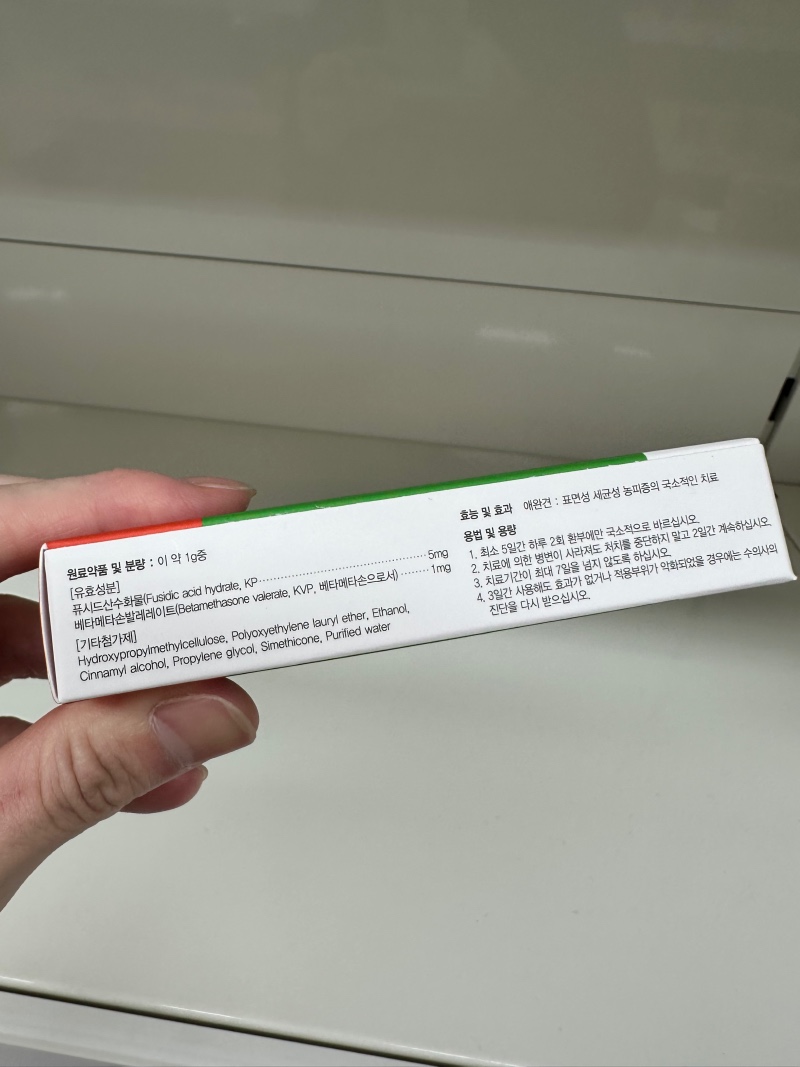 원료약품 및 분량 : 이 약 1g중
[유효성분]
퓨시드산수화물(Fusidic acid hydrate, KP ········ 5mg
베타메타손발레레이트(Betamethasone valerate, KVP, 베타메타손으로서) ········ 1mg
[기타첨가제]
Hydroxypropylmethylcellulose, Polyoxyethylene lauryl ether, Ethanol,
Cinnamyl alcohol, Propylene glycol, Simethicone, Purified water
효능 및 효과 애완견 : 표면성 세균성 농피증의 국소적인 치료
용법 및 용량
1. 최소 5일간 하루 2회 환부에만 국소적으로 바르십시오.
2. 치료에 의한 병변이 사라져도 처치를 중단하지 말고 2일간 계속하십시오.
3. 치료기간이 최대 7일을 넘지 않도록 하십시오.
4. 3일간 사용해도 효과가 없거나 적용부위가 악화되었을 경우에는 수의사의
진단을 다시 받으십시오.